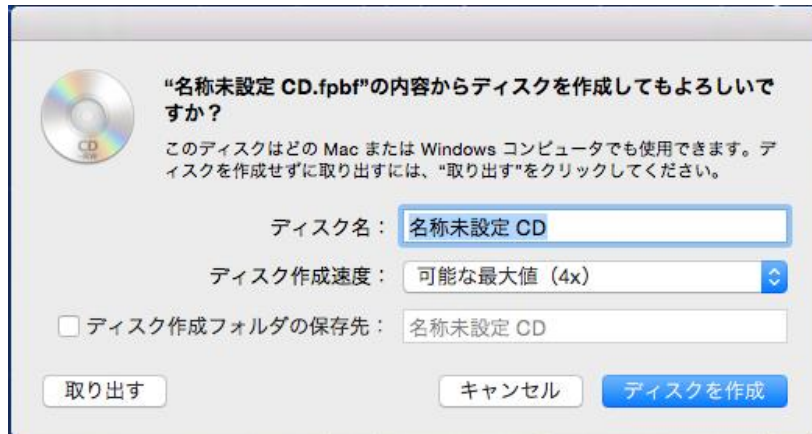 “名称未設定 CD.fpbf”の内容からディスクを作成してもよろしいで
すか？
このディスクはどの Mac または Windows コンピュータでも使用できます。デ
ィスクを作成せずに取り出すには、“取り出す”をクリックしてください。
ディスク名： 名称未設定 CD
ディスク作成速度： 可能な最大値（4x）
ディスク作成フォルダの保存先： 名称未設定 CD
取り出す キャンセル ディスクを作成